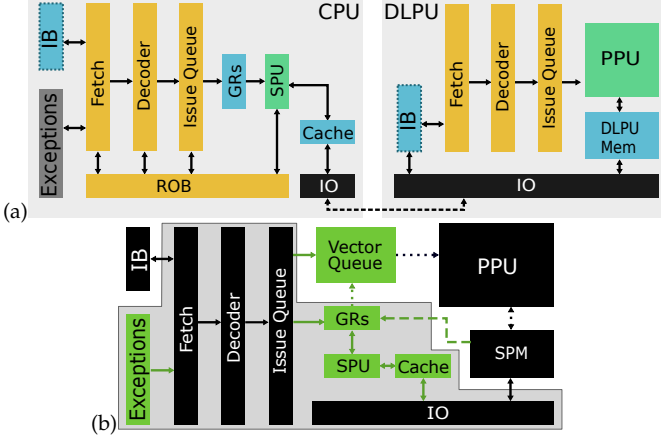 CPU
DLPU
IB
Exceptions
Fetch
Decoder
Issue Queue
GRs
SPU
Cache
ROB
IO
IB
Fetch
Decoder
Issue Queue
PPU
DLPU
Mem
IO
(a)
IB
Exceptions
Fetch
Decoder
Issue Queue
Vector
Queue
GRs
SPU
Cache
PPU
SPM
IO
(b)